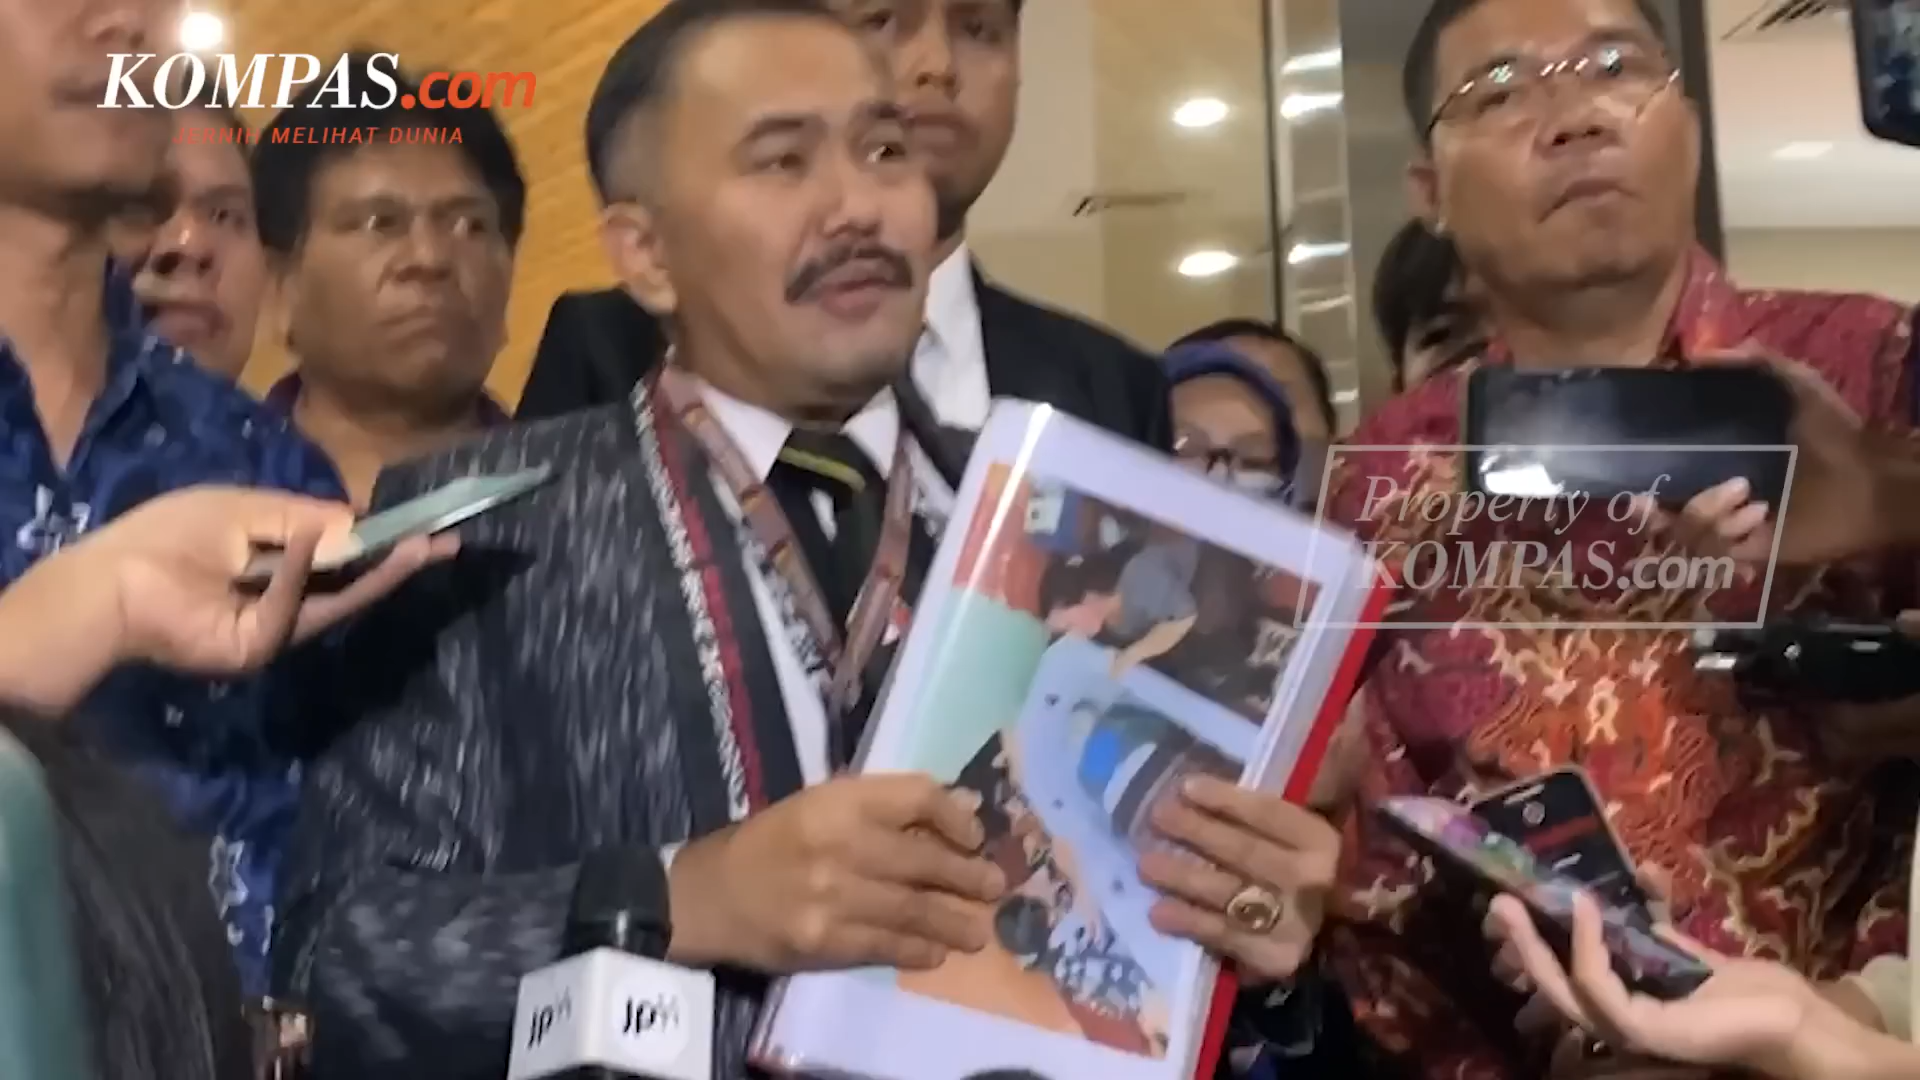 KOMPAS.com
JERNIH MELIHAT DUNIA
Property of
KOMPAS.com
JPNN
JPNN